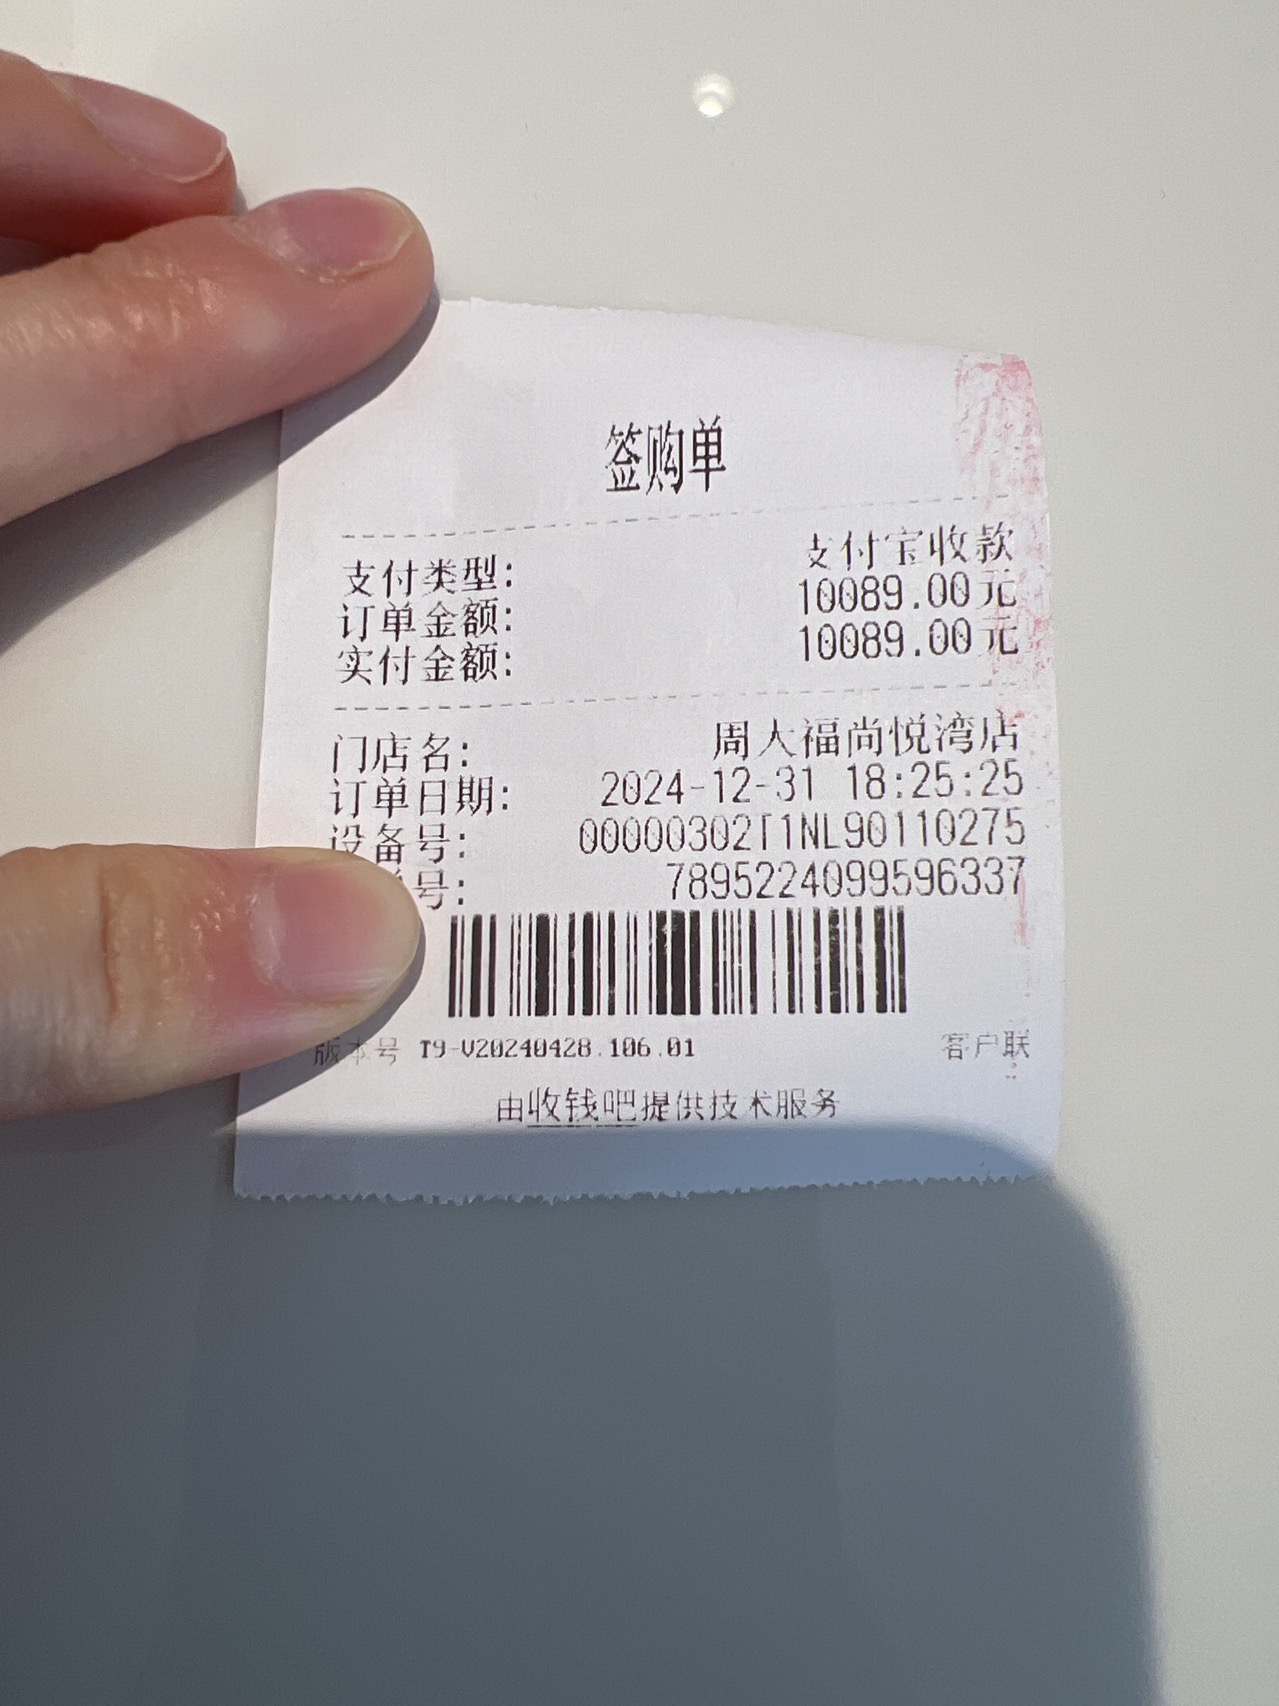 签购单
支付类型: 支付宝收款
订单金额: 10089.00元
实付金额: 10089.00元
门店名: 周大福尚悦湾店
订单日期: 2024-12-31 18:25:25
设备号: 00000302T1NL90110275
号: 7895224099596337
版本号 T9-V20240428.106.01 客户联
由收钱吧提供技术服务